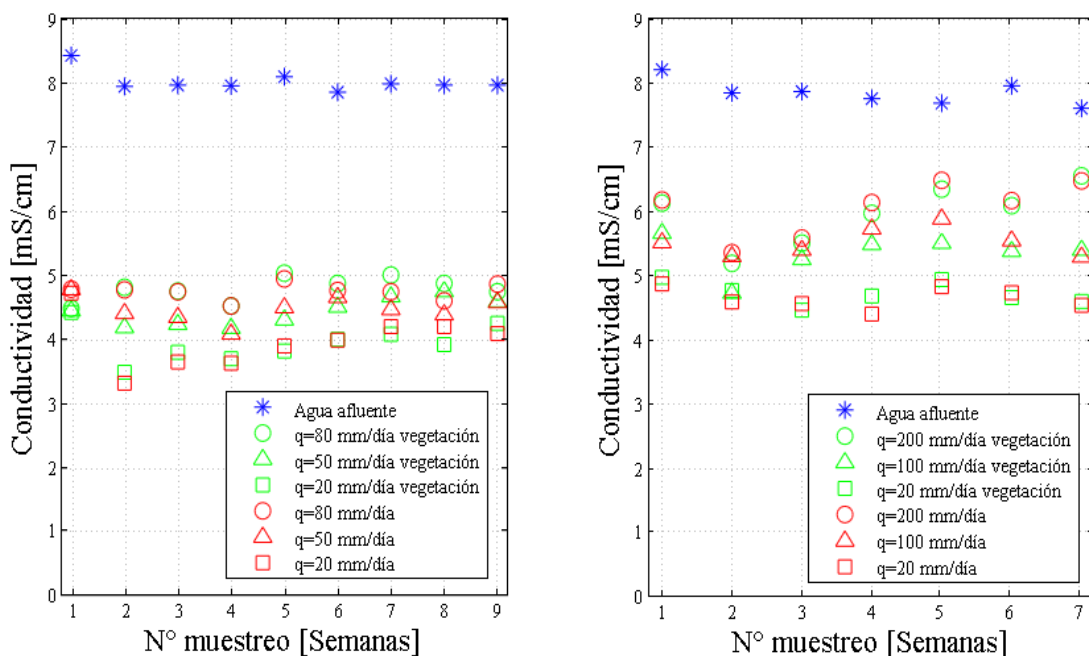 9
8
7
6
5
4
3
2
1
0
Conductividad [mS/cm]
Agua afluente
q=80 mm/día vegetación
q=50 mm/día vegetación
q=20 mm/día vegetación
q=80 mm/día
q=50 mm/día
q=20 mm/día
1 2 3 4 5 6 7 8 9
N° muestreo [Semanas]
9
8
7
6
5
4
3
2
1
0
Conductividad [mS/cm]
Agua afluente
q=200 mm/día vegetación
q=100 mm/día vegetación
q=20 mm/día vegetación
q=200 mm/día
q=100 mm/día
q=20 mm/día
1 2 3 4 5 6 7
N° muestreo [Semanas]